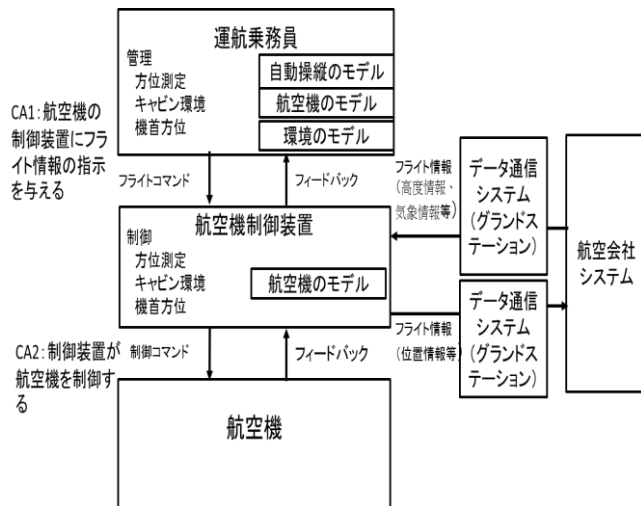 運航乗務員
管理
方位測定
キャビン環境
機首方位
自動操縦のモデル
航空機のモデル
環境のモデル
CA1:航空機の
制御装置にフラ
イト情報の指示
を与える
フライトコマンド
フィードバック
フライト情報
(高度情報、
気象情報等)
データ通信
システム
(グランドス
テーション)
航空会社
システム
航空機制御装置
制御
方位測定
キャビン環境
機首方位
航空機のモデル
フライト情報
(位置情報等)
データ通信
システム
(グランドス
テーション)
CA2:制御装置が
航空機を制御す
る
制御コマンド
フィードバック
航空機